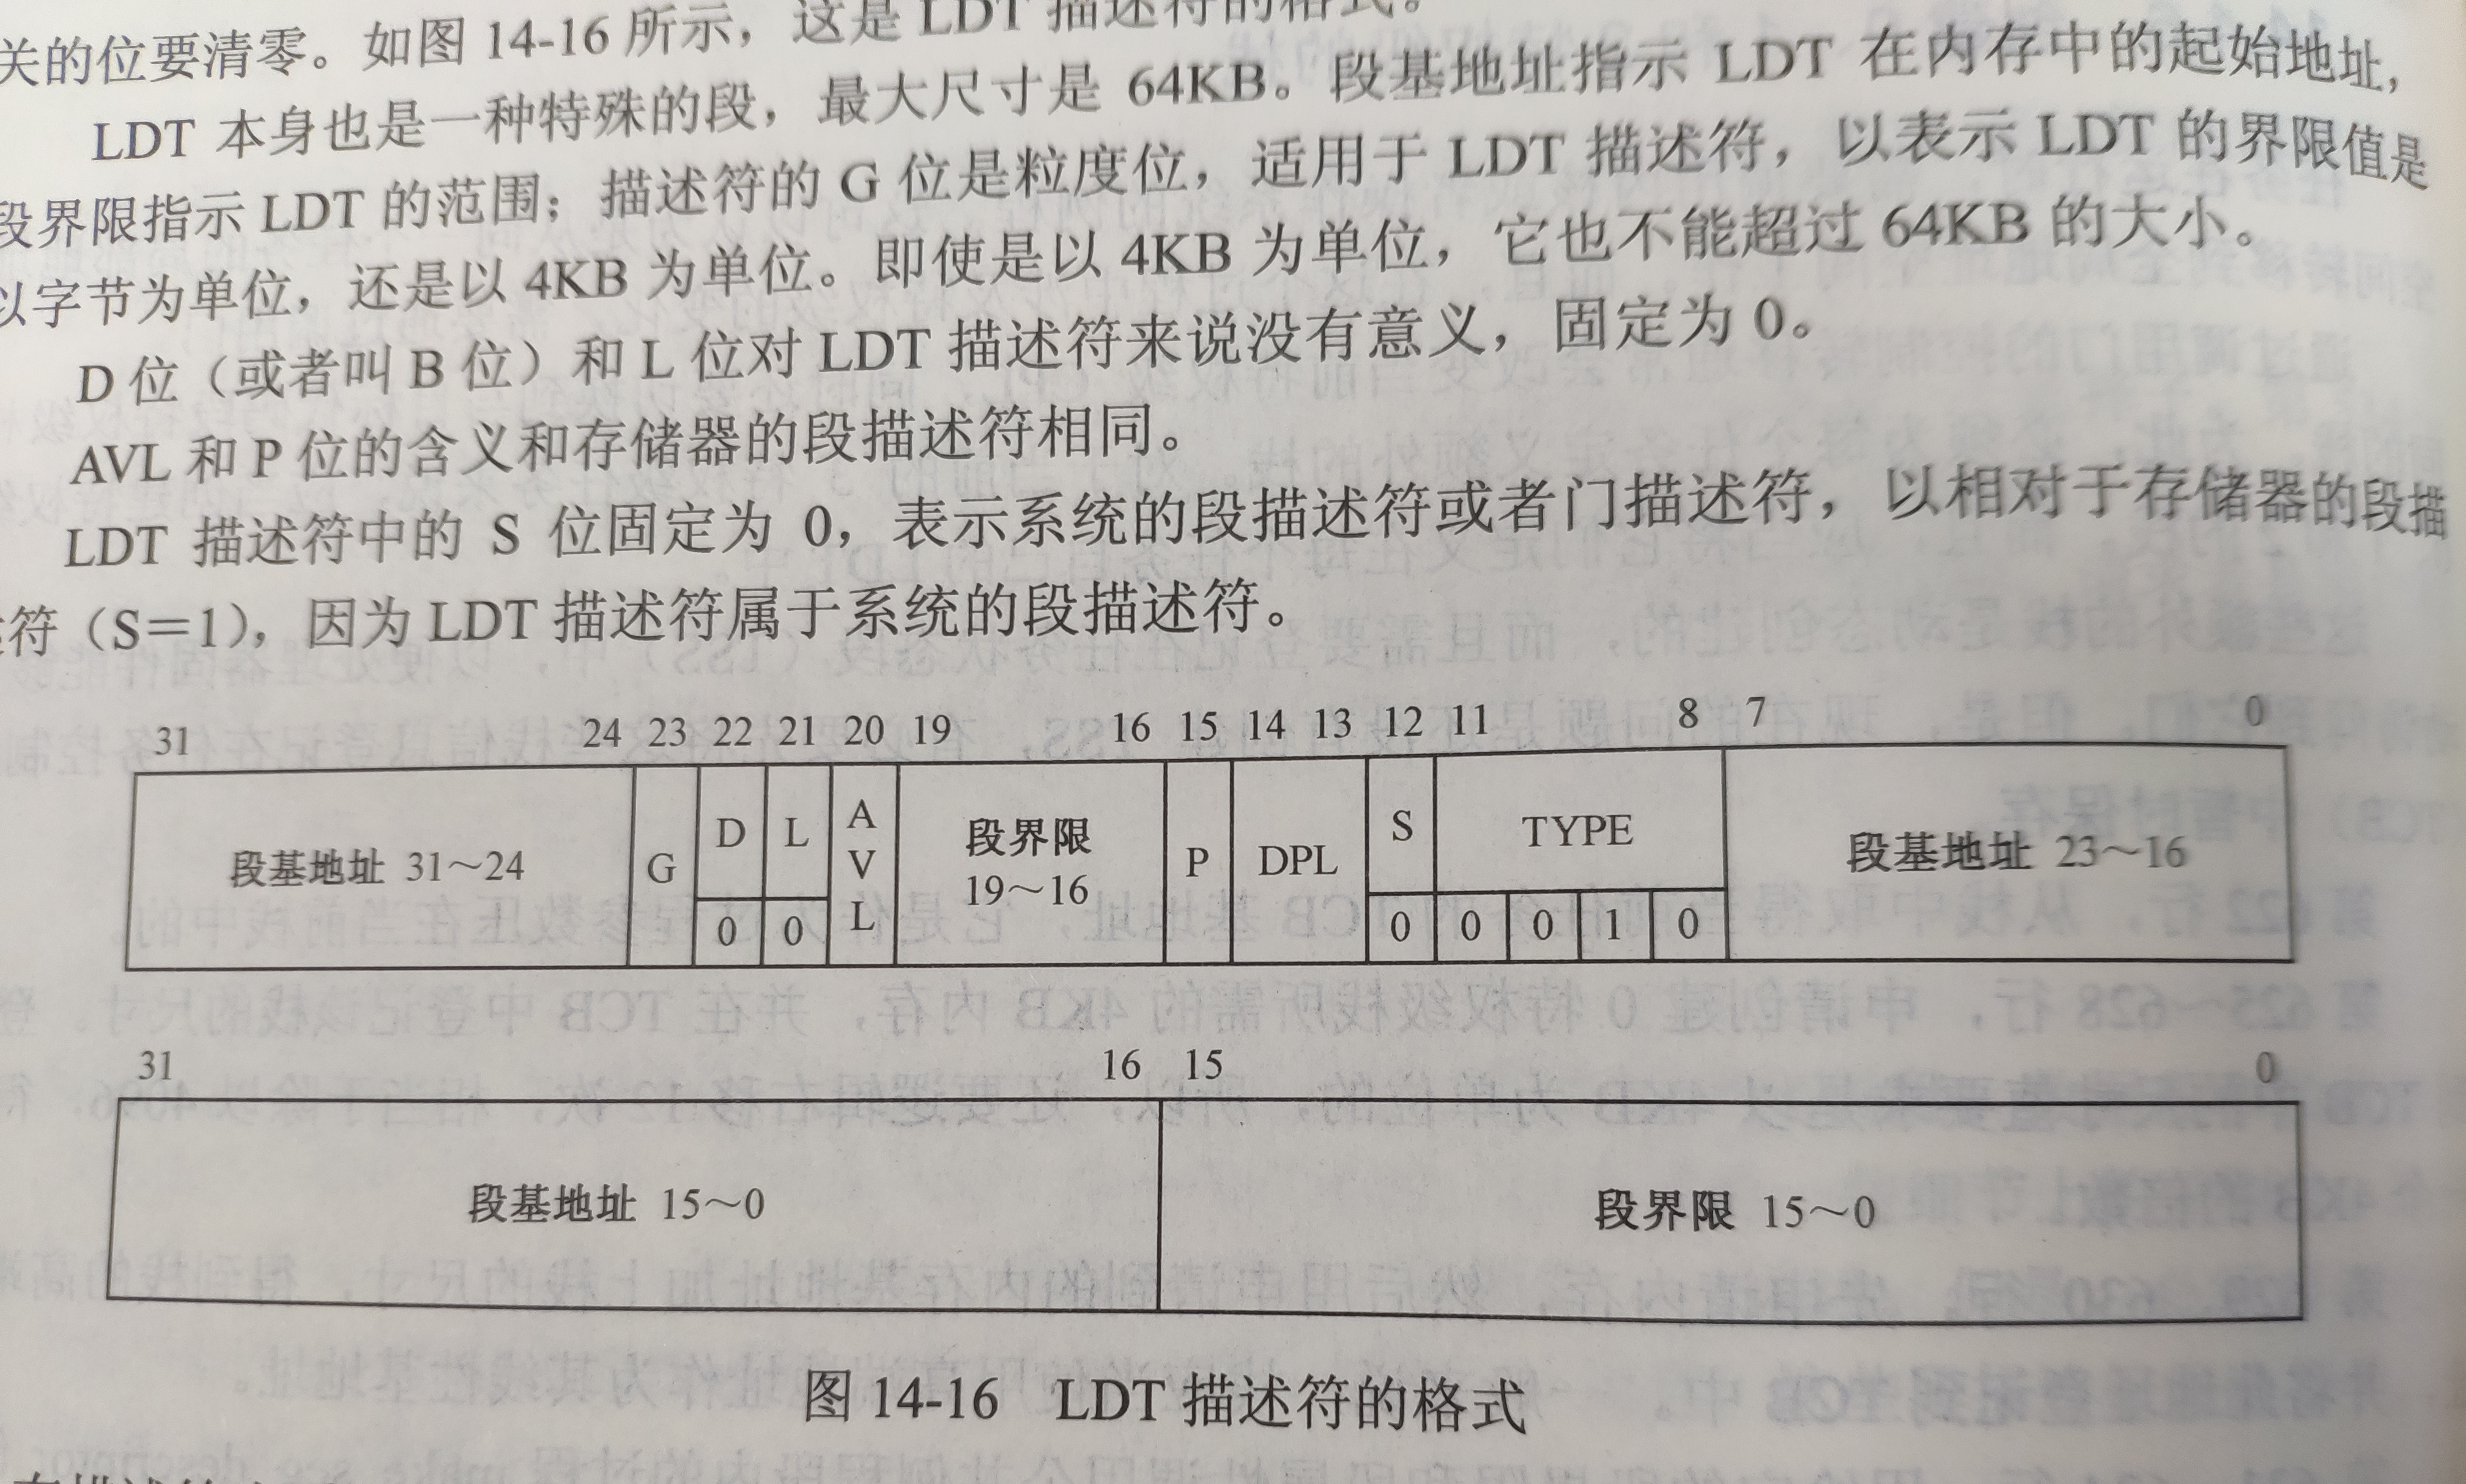 关的位要清零。如图 14-16 所示，这是 LDT 描述符的格式。
LDT 本身也是一种特殊的段，最大尺寸是 64KB。段基地址指示 LDT 在内存中的起始地址，
段界限指示 LDT 的范围；描述符的 G 位是粒度位，适用于 LDT 描述符，以表示 LDT 的界限值是
以字节为单位，还是以 4KB 为单位。即使是以 4KB 为单位，它也不能超过 64KB 的大小。
D 位（或者叫 B 位）和 L 位对 LDT 描述符来说没有意义，固定为 0。
AVL 和 P 位的含义和存储器的段描述符相同。
LDT 描述符中的 S 位固定为 0，表示系统的段描述符或者门描述符，以相对于存储器的段描
述符（S＝1），因为 LDT 描述符属于系统的段描述符。
31 24 23 22 21 20 19 16 15 14 13 12 11 8 7 0
段基地址 31～24 G D L AVL 段界限 19～16 P DPL S TYPE 段基地址 23～16
0 0 0 0 0 1 0
31 16 15 0
段基地址 15～0 段界限 15～0
图 14-16 LDT 描述符的格式